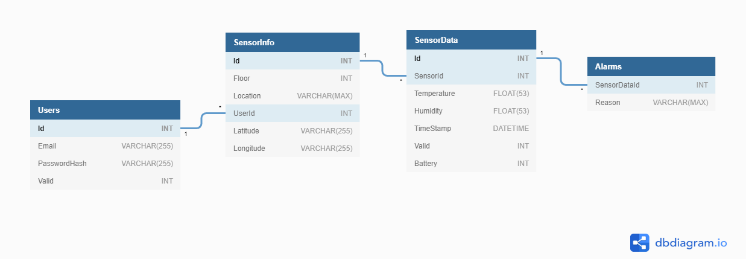 Users
Id INT
Email VARCHAR(255)
PasswordHash VARCHAR(255)
Valid INT
1
*
SensorInfo
Id INT
Floor INT
Location VARCHAR(MAX)
UserId INT
Latitude VARCHAR(255)
Longitude VARCHAR(255)
1
*
SensorData
Id INT
SensorId INT
Temperature FLOAT(53)
Humidity FLOAT(53)
TimeStamp DATETIME
Valid INT
Battery INT
1
*
Alarms
SensorDataId INT
Reason VARCHAR(MAX)
dbdiagram.io